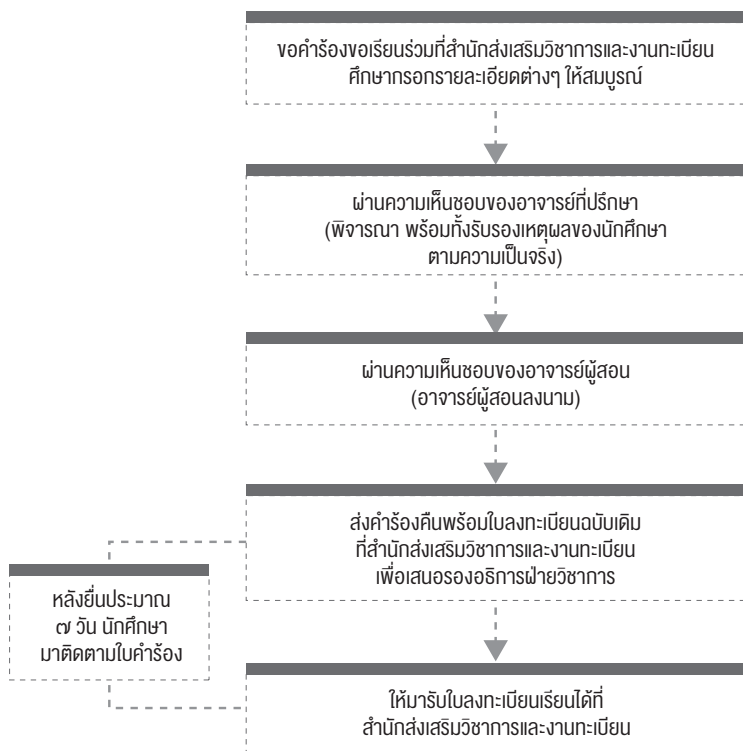 ขอคำร้องขอเรียนร่วมที่สำนักส่งเสริมวิชาการและงานทะเบียน
ศึกษากรอกรายละเอียดต่างๆ ให้สมบูรณ์
ผ่านความเห็นชอบของอาจารย์ที่ปรึกษา
(พิจารณา พร้อมทั้งรับรองเหตุผลของนักศึกษา
ตามความเป็นจริง)
ผ่านความเห็นชอบของอาจารย์ผู้สอน
(อาจารย์ผู้สอนลงนาม)
ส่งคำร้องคืนพร้อมใบลงทะเบียนฉบับเดิม
ที่สำนักส่งเสริมวิชาการและงานทะเบียน
เพื่อเสนอรองอธิการฝ่ายวิชาการ
หลังยื่นประมาณ
๗ วัน นักศึกษา
มาติดตามใบคำร้อง
ให้มารับใบลงทะเบียนเรียนได้ที่
สำนักส่งเสริมวิชาการและงานทะเบียน